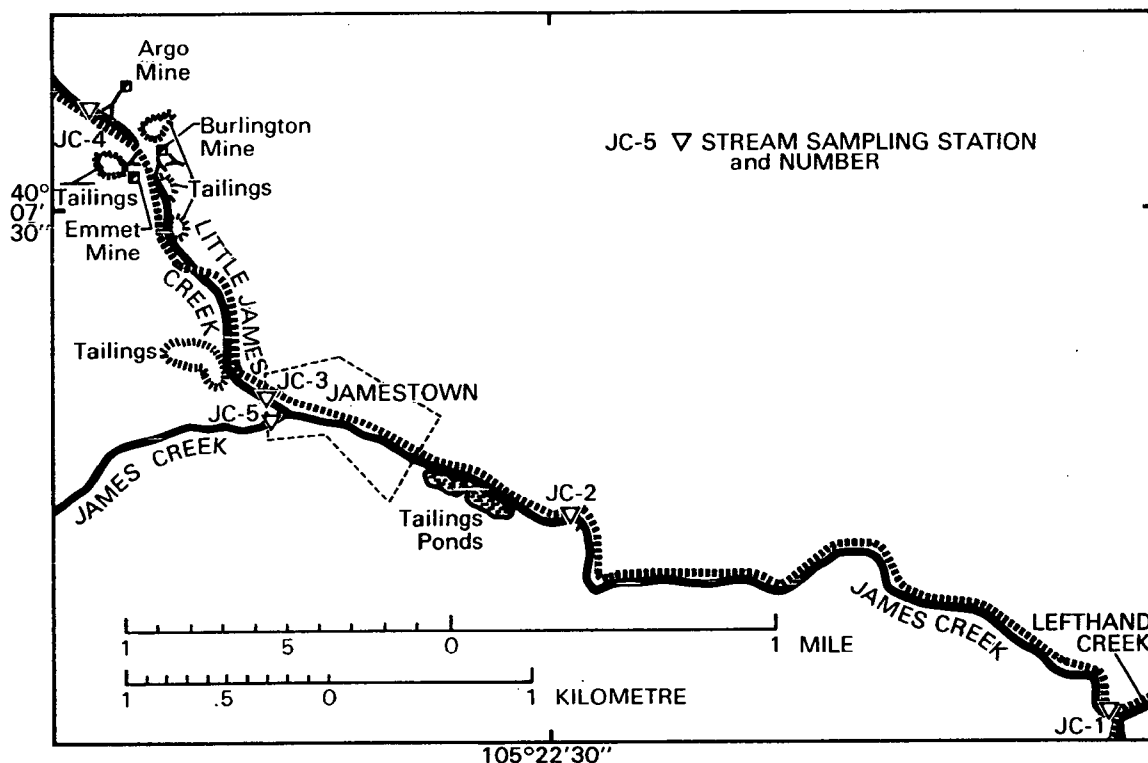 Argo
Mine
JC-4
Burlington
Mine
Tailings
Tailings
Emmet
Mine
40°
07'
30"
JC-5 ▽ STREAM SAMPLING STATION
and NUMBER
LITTLE JAMES
CREEK
Tailings
JC-3
JAMESTOWN
JC-5
JAMES CREEK
JC-2
Tailings
Ponds
JAMES CREEK
LEFTHAND
CREEK
JC-1
1 5 0 1 MILE
1 .5 0 1 KILOMETRE
105°22'30"